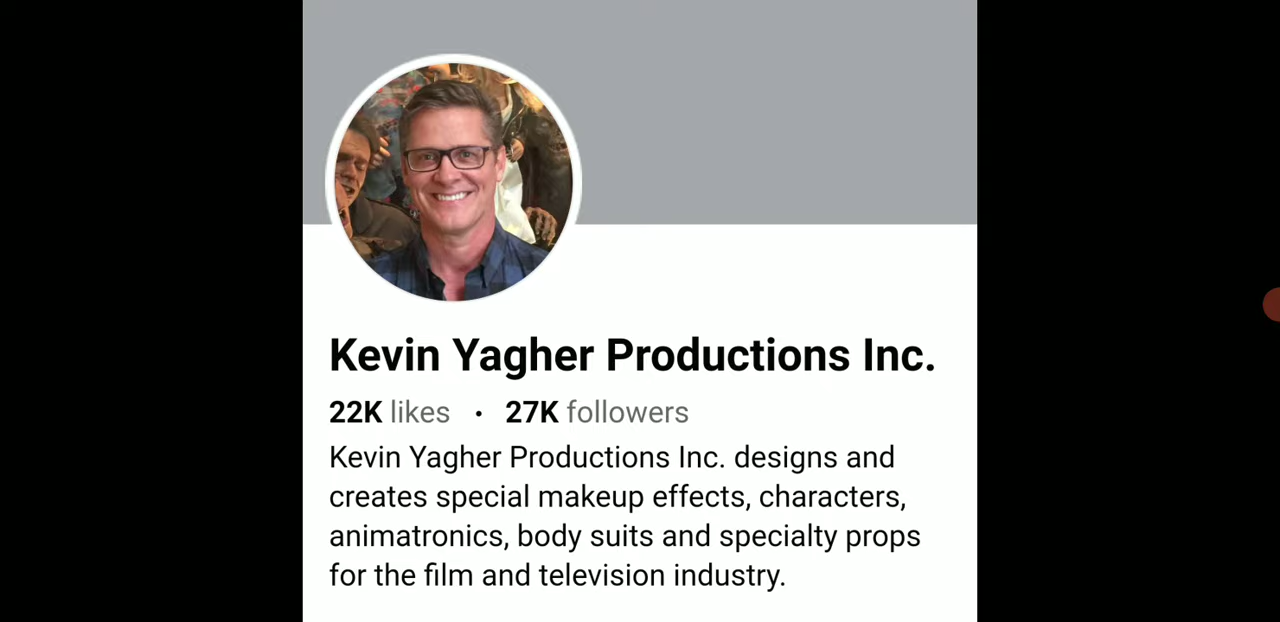 Kevin Yagher Productions Inc.
22K likes · 27K followers
Kevin Yagher Productions Inc. designs and
creates special makeup effects, characters,
animatronics, body suits and specialty props
for the film and television industry.